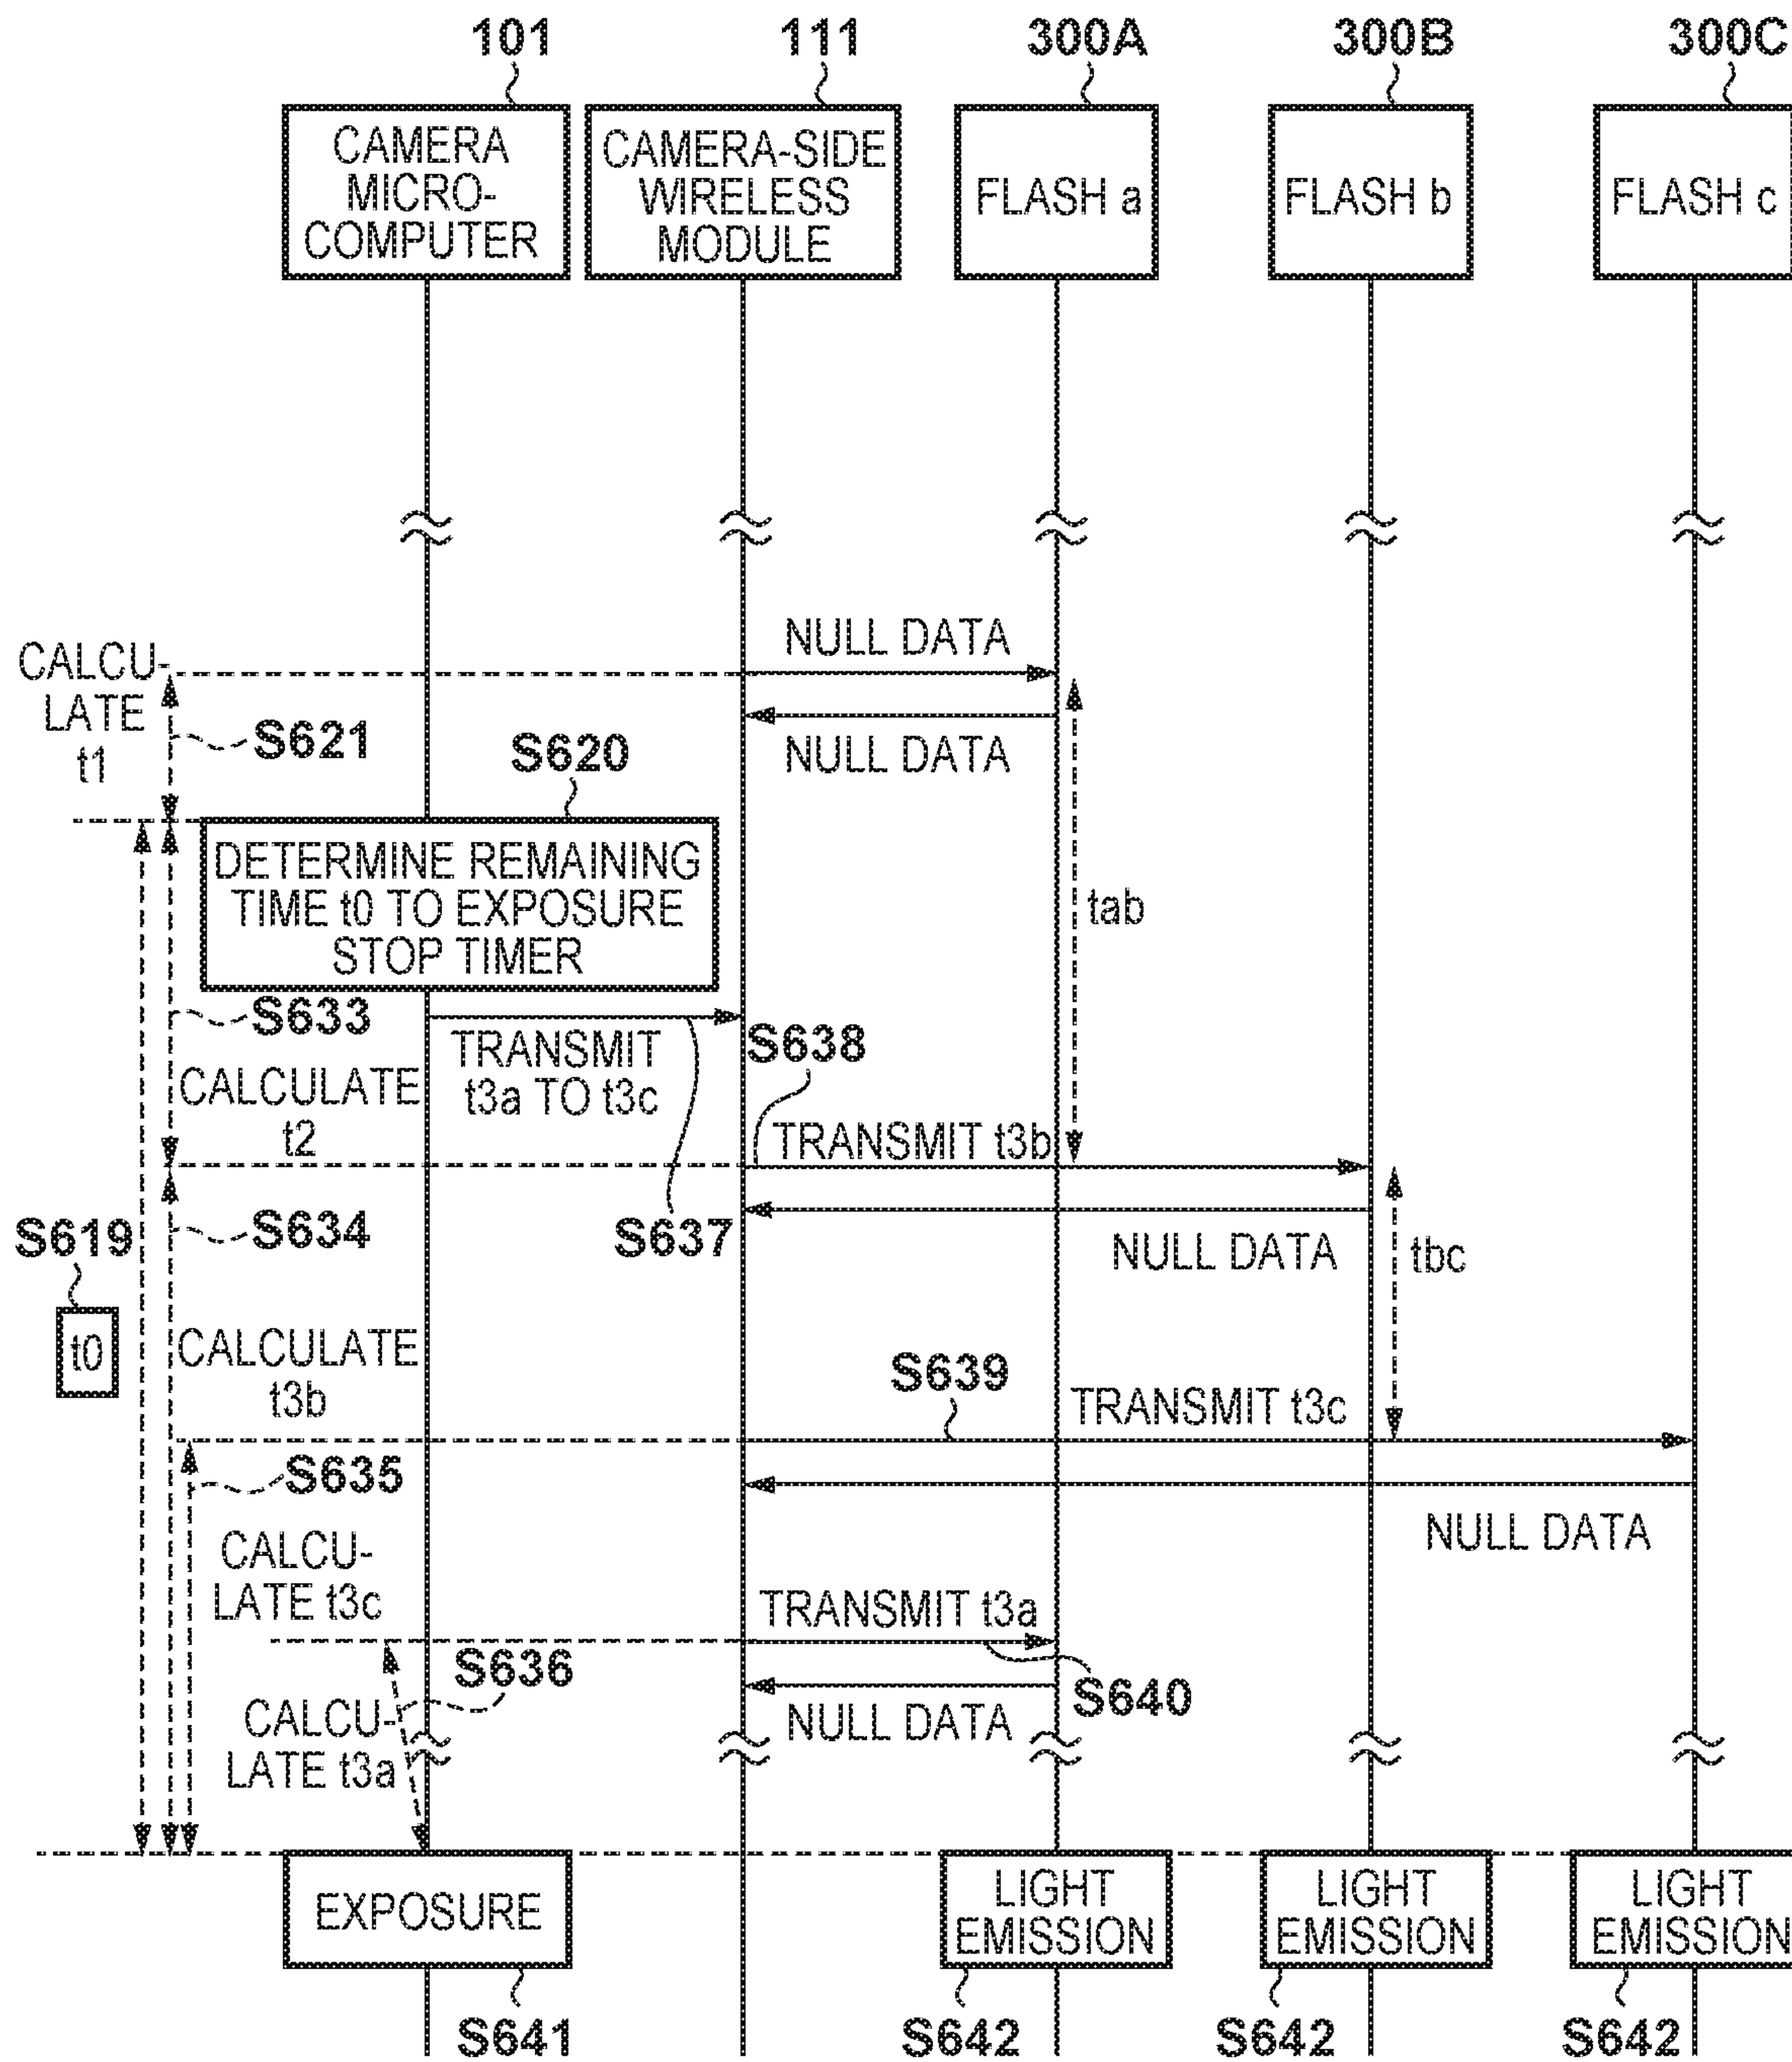 101
111
300A
300B
300C
CAMERA
MICRO-
COMPUTER
CAMERA-SIDE
WIRELESS
MODULE
FLASH a
FLASH b
FLASH c
NULL DATA
CALCU-
LATE
t1
S621
NULL DATA
S620
DETERMINE REMAINING
TIME t0 TO EXPOSURE
STOP TIMER
tab
S633
TRANSMIT
t3a TO t3c
S638
CALCULATE
t2
TRANSMIT t3b
S619
S634
S637
NULL DATA
tbc
t0
CALCULATE
t3b
S639
TRANSMIT t3c
S635
NULL DATA
CALCU-
LATE t3c
TRANSMIT t3a
S636
S640
CALCU-
LATE t3a
NULL DATA
EXPOSURE
LIGHT
EMISSION
LIGHT
EMISSION
LIGHT
EMISSION
S641
S642
S642
S642